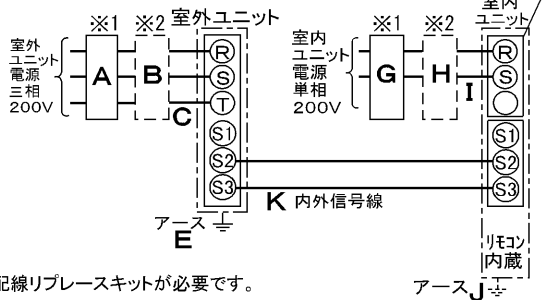 ※1 ※2 室外ユニット
室外
ユニット
電源
三相
200V
A
B
C
R
S
T
S1
S2
S3
アース
E
※1 ※2
室内
ユニット
電源
単相
200V
G
H
I
室内
ユニット
R
S
S1
S2
S3
K 内外信号線
リモコン
内蔵
アース J
配線リプレースキットが必要です。